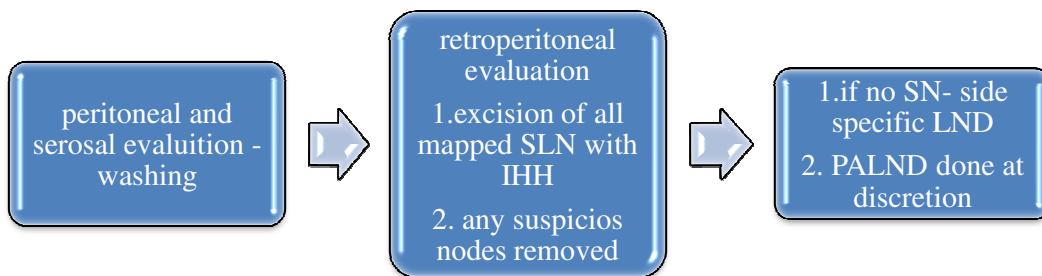 peritoneal and
serosal evaluition -
washing
retroperitoneal
evaluation
1.excision of all
mapped SLN with
IHH
2. any suspicios
nodes removed
1.if no SN- side
specific LND
2. PALND done at
discretion